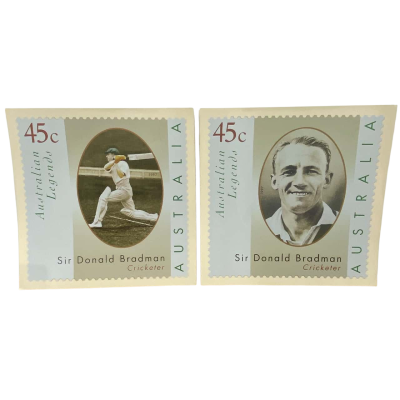 45c
Australian
Legends
AUSTRALIA
Sir Donald Bradman
Cricketer
45c
Australian
Legends
AUSTRALIA
Sir Donald Bradman
Cricketer